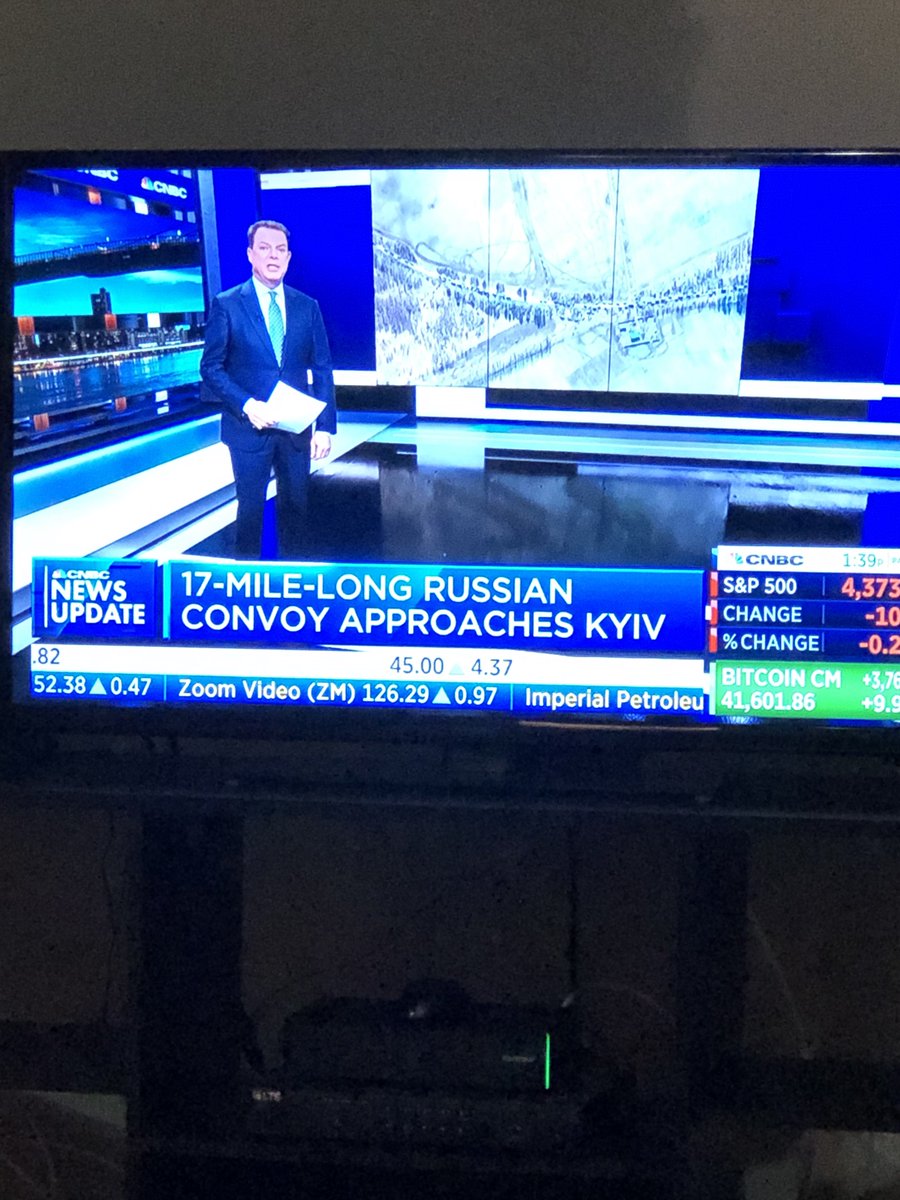 CNBC
CNBC
NEWS
UPDATE
17-MILE-LONG RUSSIAN
CONVOY APPROACHES KYIV
CNBC 1:39P
S&P 500 4,373
CHANGE -10
% CHANGE -0.2
.82 45.00 ▲ 4.37
52.38 ▲ 0.47 Zoom Video (ZM) 126.29 ▲ 0.97 Imperial Petroleu
BITCOIN CM +3,76
41,601.86 +9.9